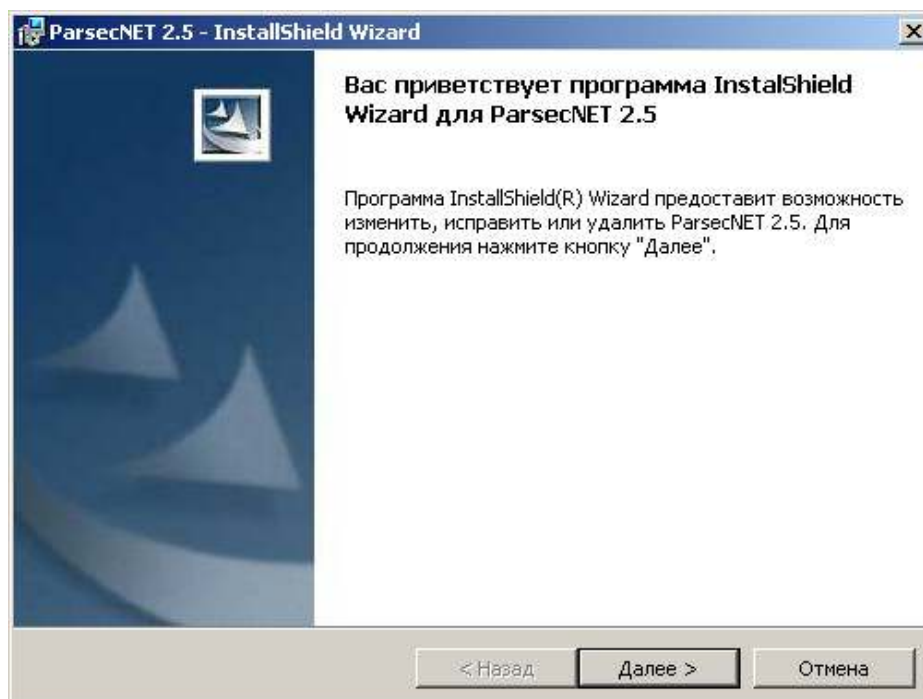 ParsecNET 2.5 - InstallShield Wizard
Вас приветствует программа InstalShield
Wizard для ParsecNET 2.5
Программа InstallShield(R) Wizard предоставит возможность
изменить, исправить или удалить ParsecNET 2.5. Для
продолжения нажмите кнопку "Далее".
< Назад
Далее >
Отмена